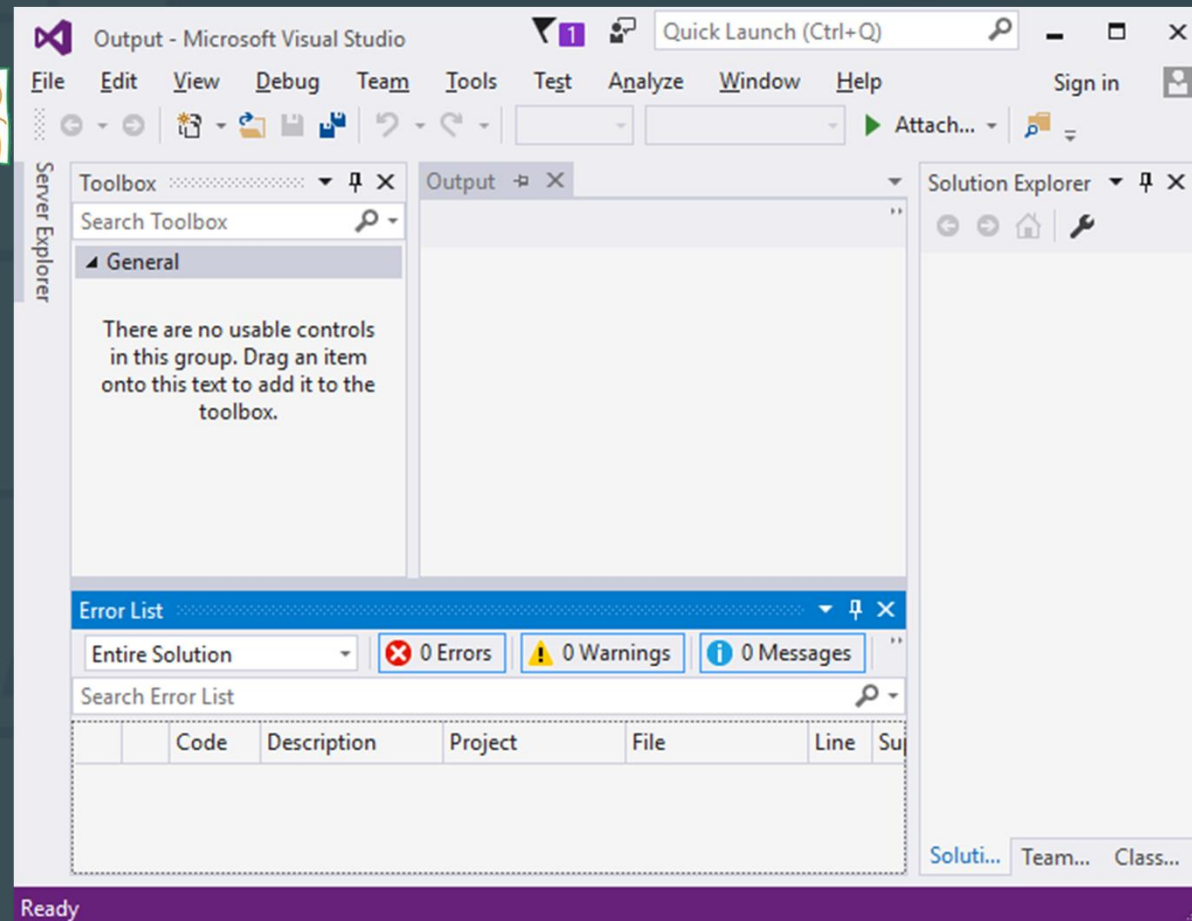 Output - Microsoft Visual Studio
1
Quick Launch (Ctrl+Q)
File Edit View Debug Team Tools Test Analyze Window Help
Sign in
Attach...
Server Explorer
Toolbox
Search Toolbox
General
There are no usable controls
in this group. Drag an item
onto this text to add it to the
toolbox.
Output
Solution Explorer
Error List
Entire Solution
0 Errors
0 Warnings
0 Messages
Search Error List
Code Description Project File Line Sup
Soluti... Team... Class...
Ready